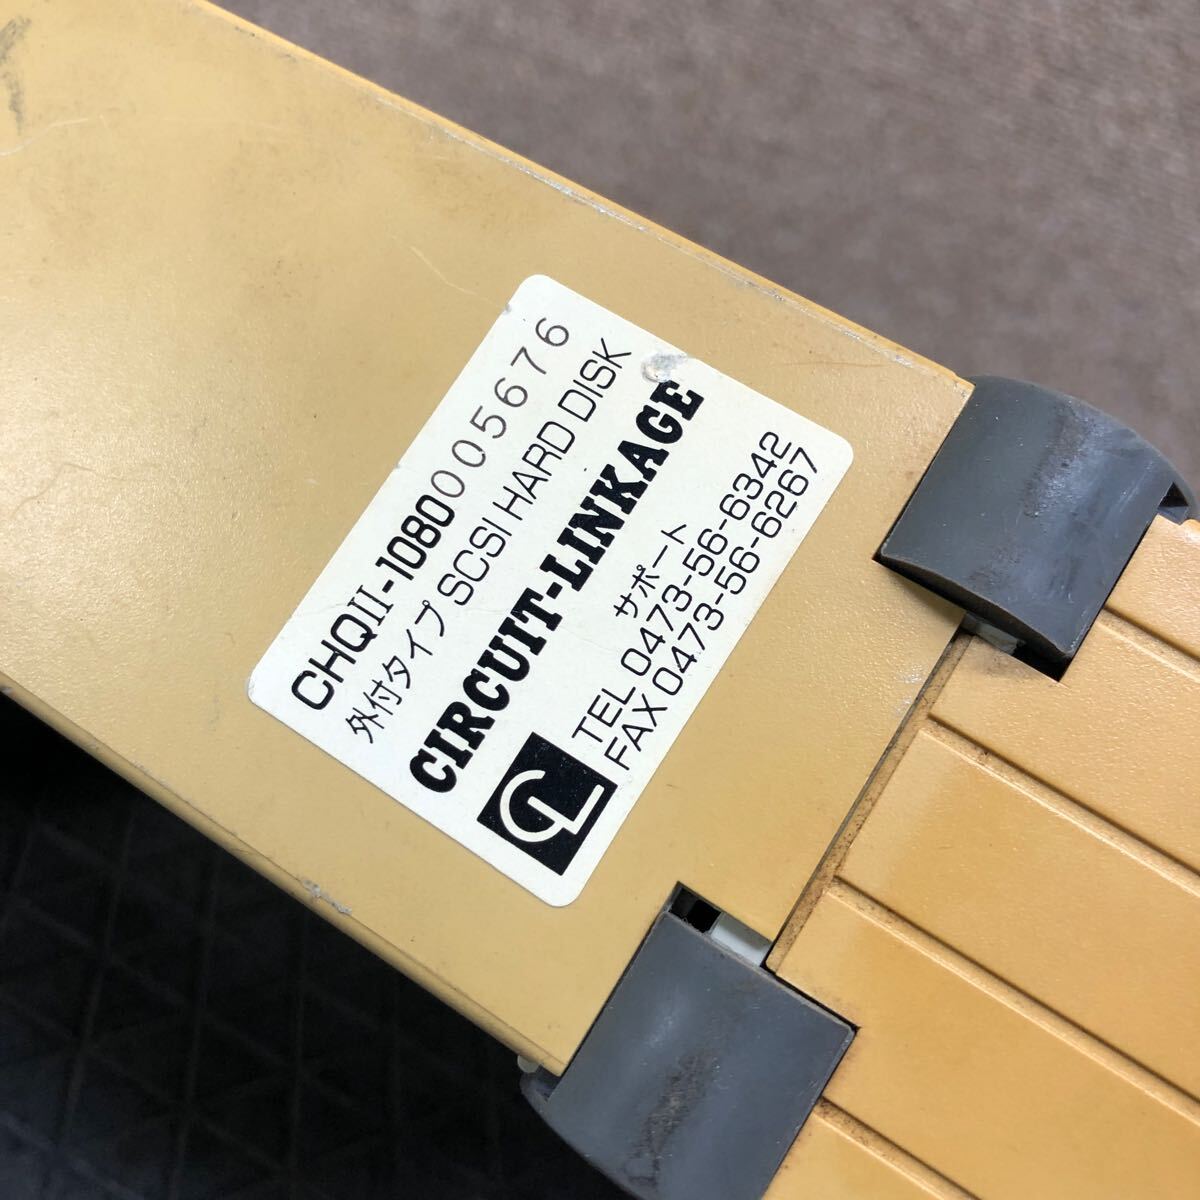 CHQII-1080005676
外付タイプ SCSI HARD DISK
CIRCUIT-LINKAGE
CL
サポート
TEL 0473-56-6342
FAX 0473-56-6267